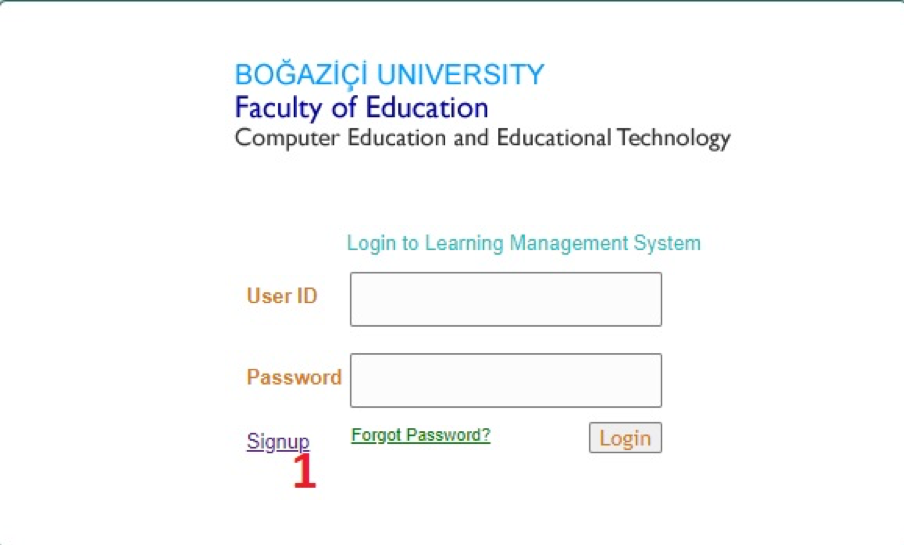 BOĞAZİÇİ UNIVERSITY
Faculty of Education
Computer Education and Educational Technology
Login to Learning Management System
User ID
Password
Signup Forgot Password? Login
1